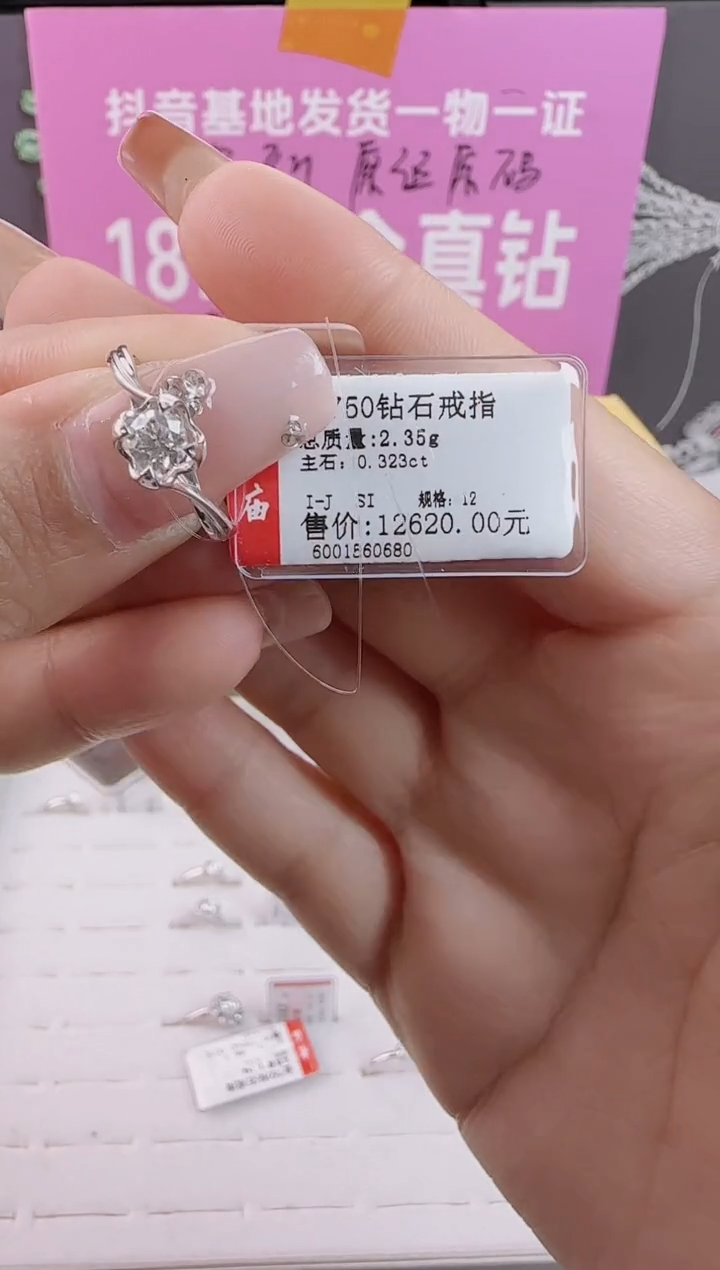 抖音基地发货一物一证
原证原码
18 金真钻
750钻石戒指
总质量:2.35g
主石: 0.323ct
庙
I-J SI 规格: 12
售价:12620.00元
6001860680